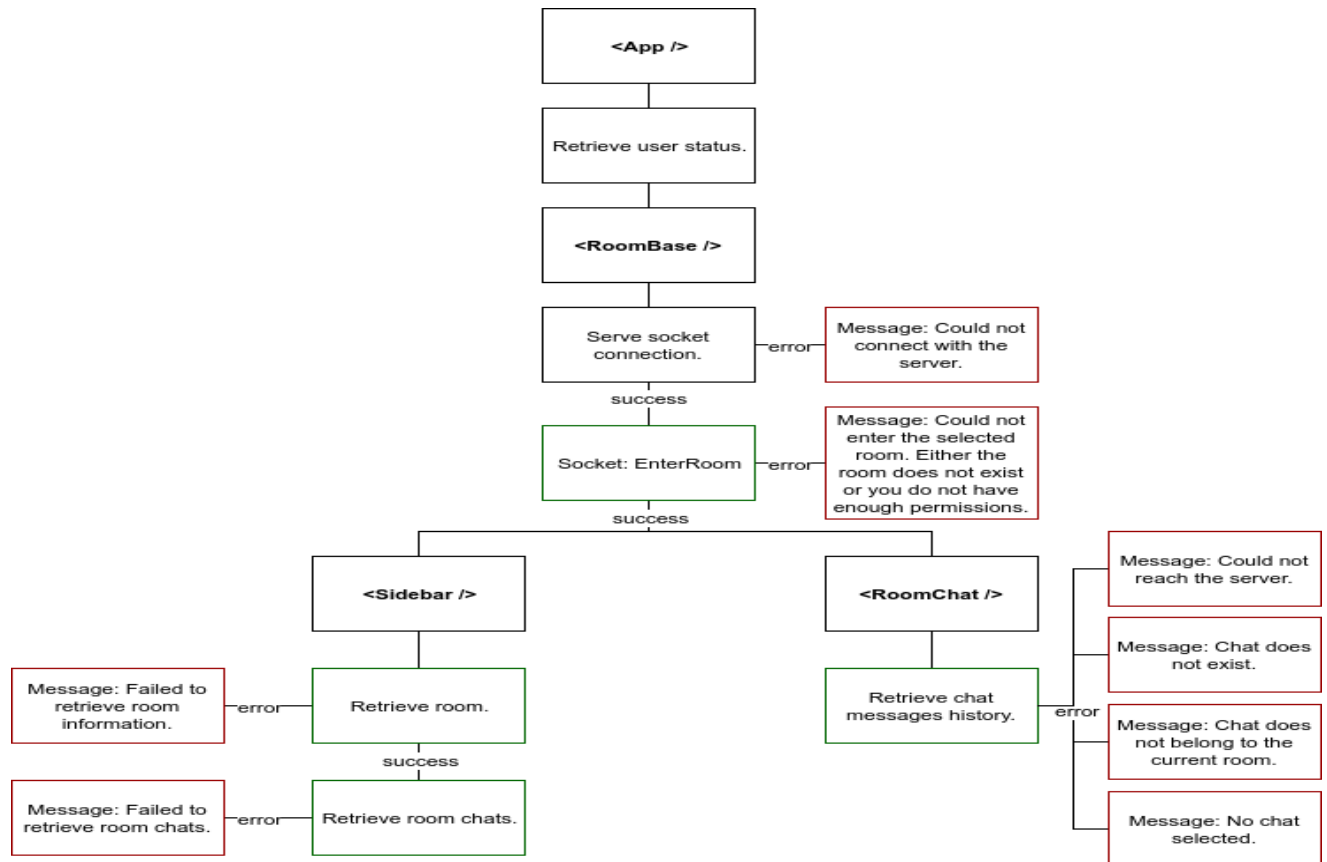 <App />
Retrieve user status.
<RoomBase />
Serve socket
connection.
error
Message: Could not
connect with the
server.
success
Socket: EnterRoom
error
Message: Could not
enter the selected
room. Either the
room does not exist
or you do not have
enough permissions.
success
<Sidebar />
<RoomChat />
Message: Could not
reach the server.
Message: Chat does
not exist.
Message: Failed to
retrieve room
information.
error
Retrieve room.
Retrieve chat
messages history.
error
Message: Chat does
not belong to the
current room.
success
Message: Failed to
retrieve room chats.
error
Retrieve room chats.
Message: No chat
selected.